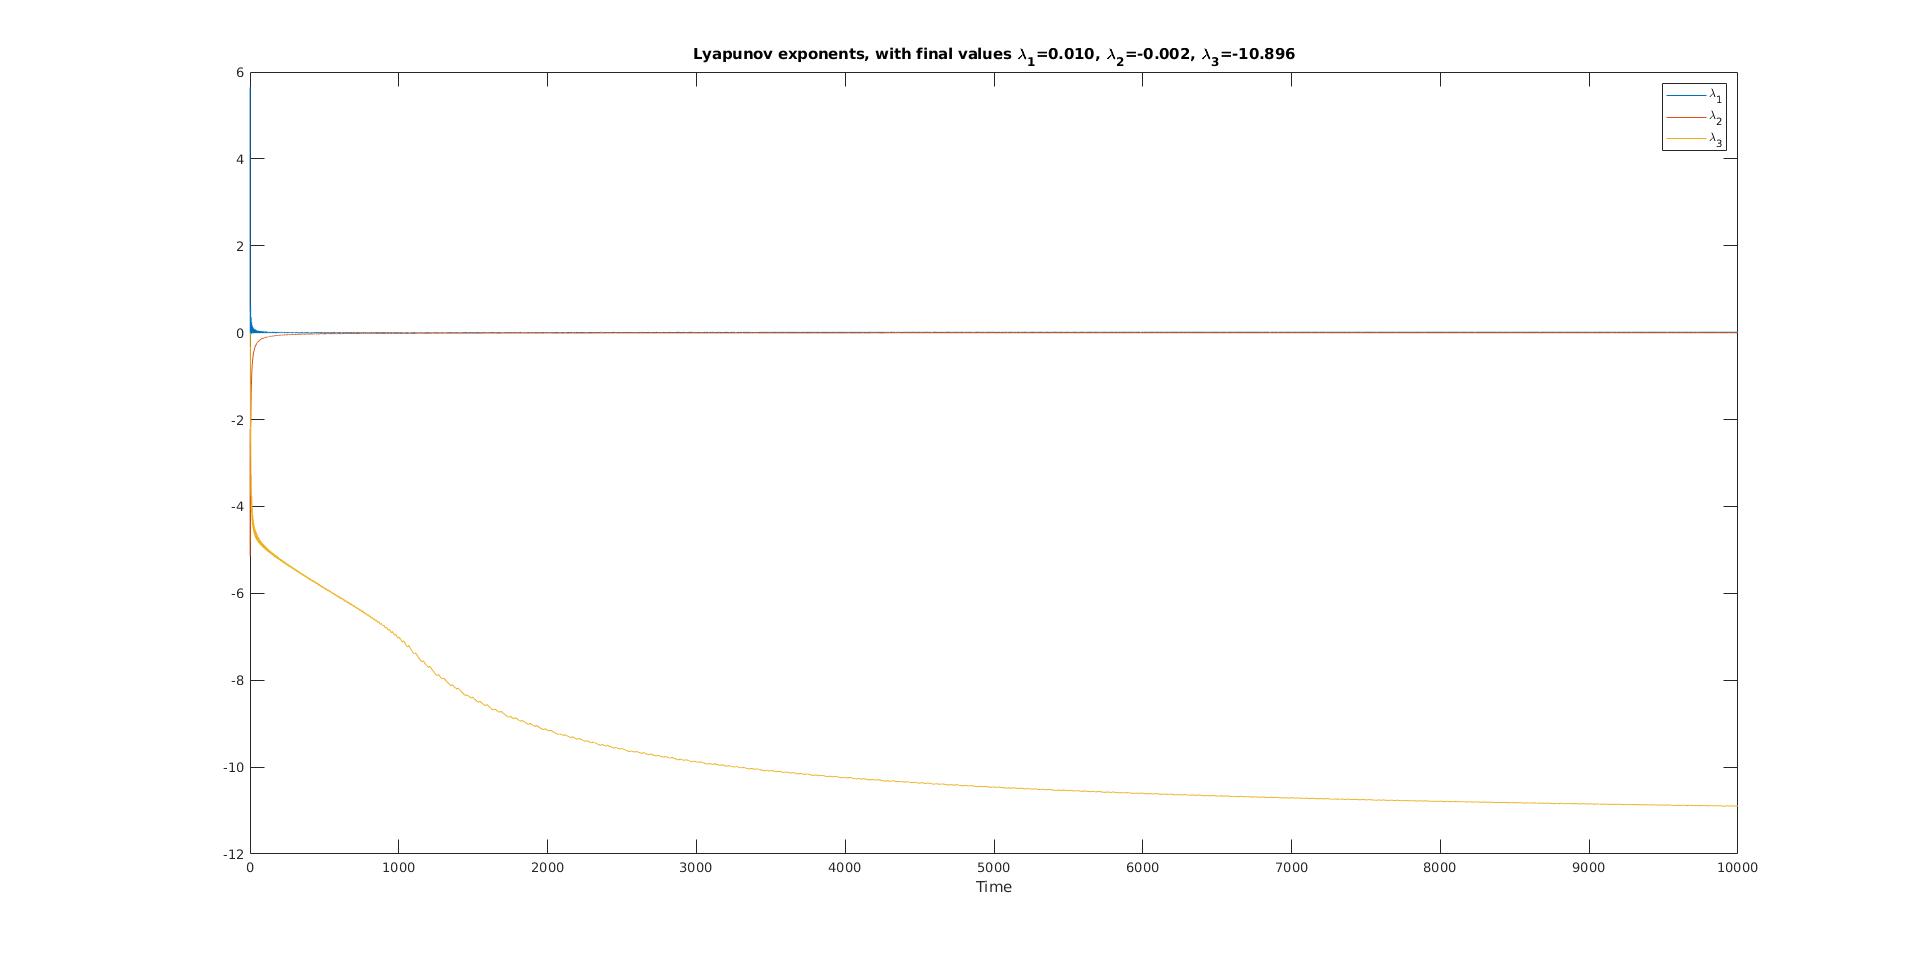 Lyapunov exponents, with final values λ1=0.010, λ2=-0.002, λ3=-10.896
6
4
2
0
-2
-4
-6
-8
-10
-12
λ1
λ2
λ3
0 1000 2000 3000 4000 5000 6000 7000 8000 9000 10000
Time